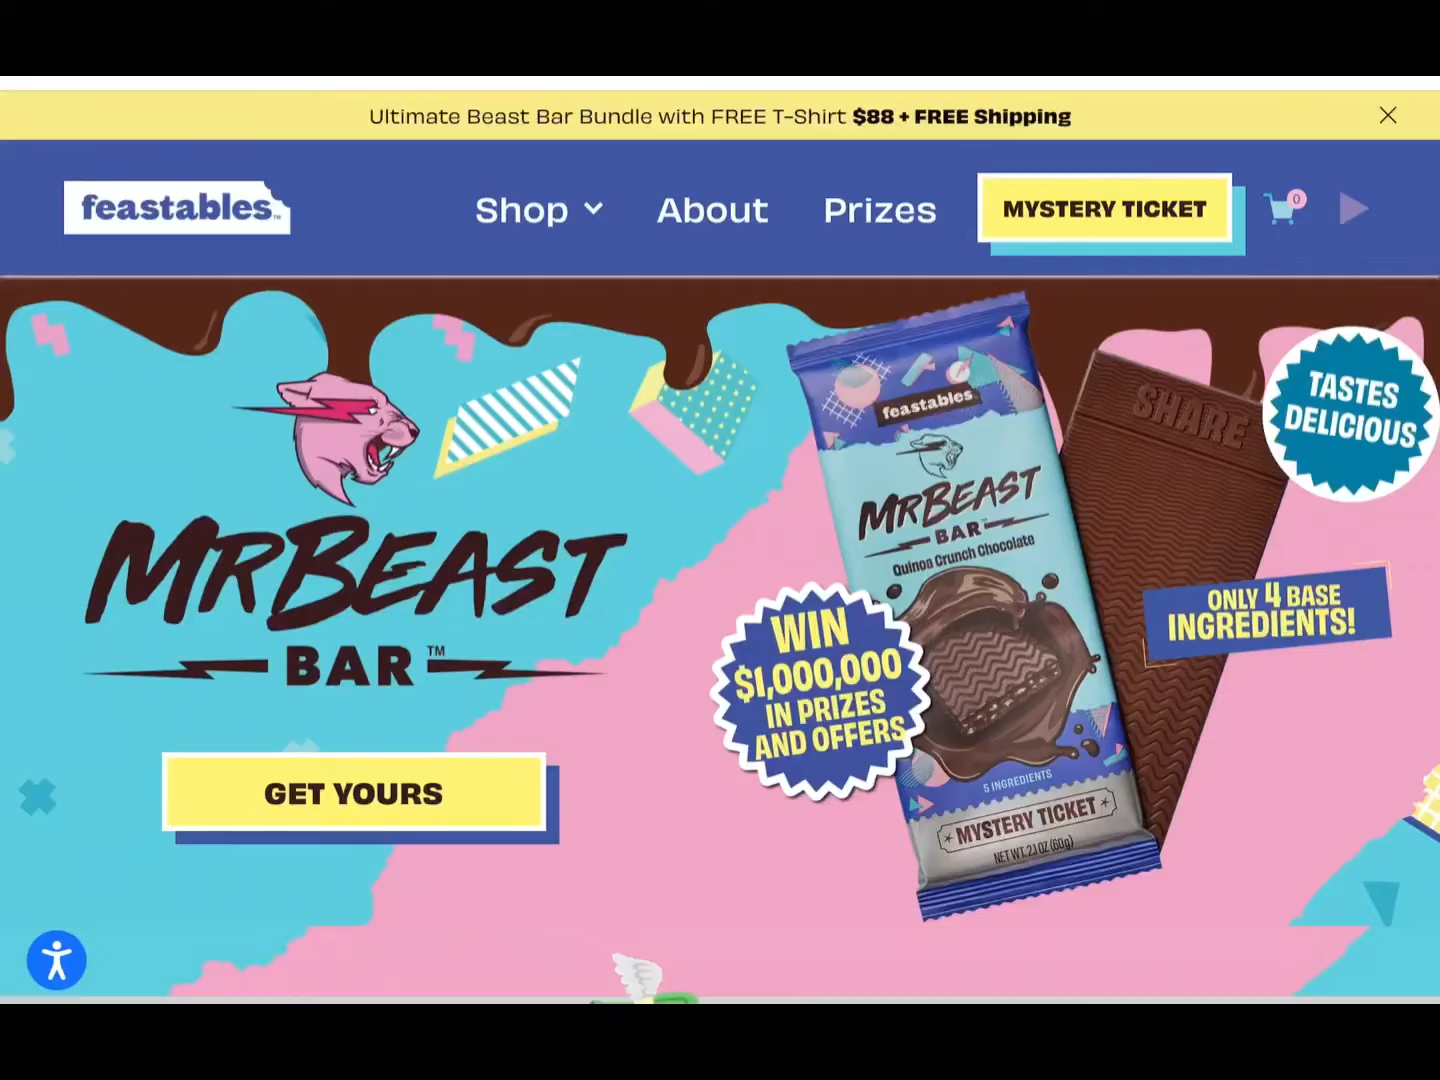 Ultimate Beast Bar Bundle with FREE T-Shirt $88 + FREE Shipping
feastables™
Shop
About
Prizes
MYSTERY TICKET
0
MRBEAST
BAR™
GET YOURS
feastables
MRBEAST
BAR™
Quinoa Crunch Chocolate
5 INGREDIENTS
MYSTERY TICKET
NET WT. 2.1 OZ (60g)
WIN
$1,000,000
IN PRIZES
AND OFFERS
SHARE
TASTES
DELICIOUS
ONLY 4 BASE
INGREDIENTS!